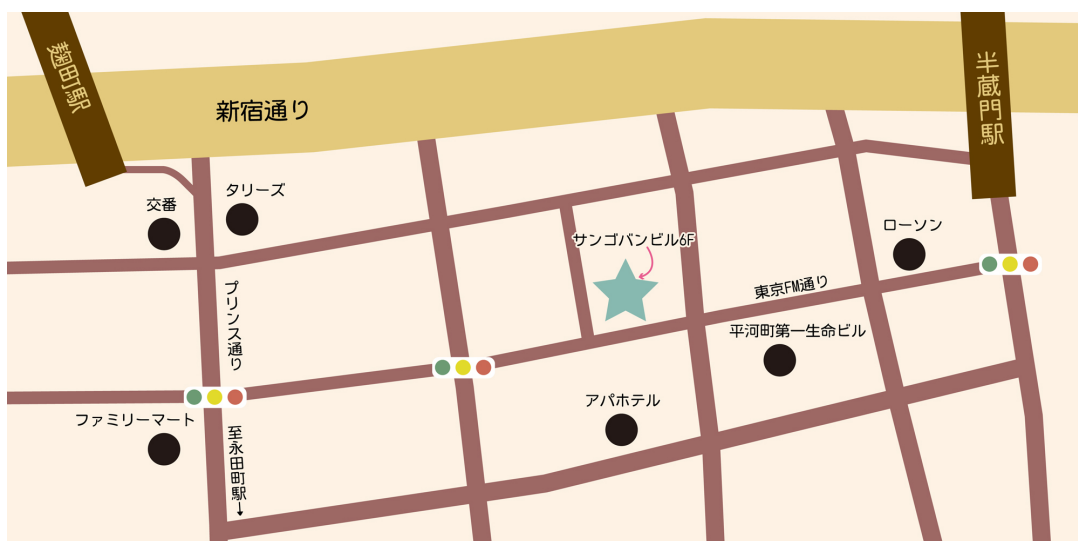 麹町駅
新宿通り
半蔵門駅
交番
タリーズ
サンゴバンビル6F
ローソン
プリンス通り
東京FM通り
平河町第一生命ビル
アパホテル
ファミリーマート
至永田町駅→